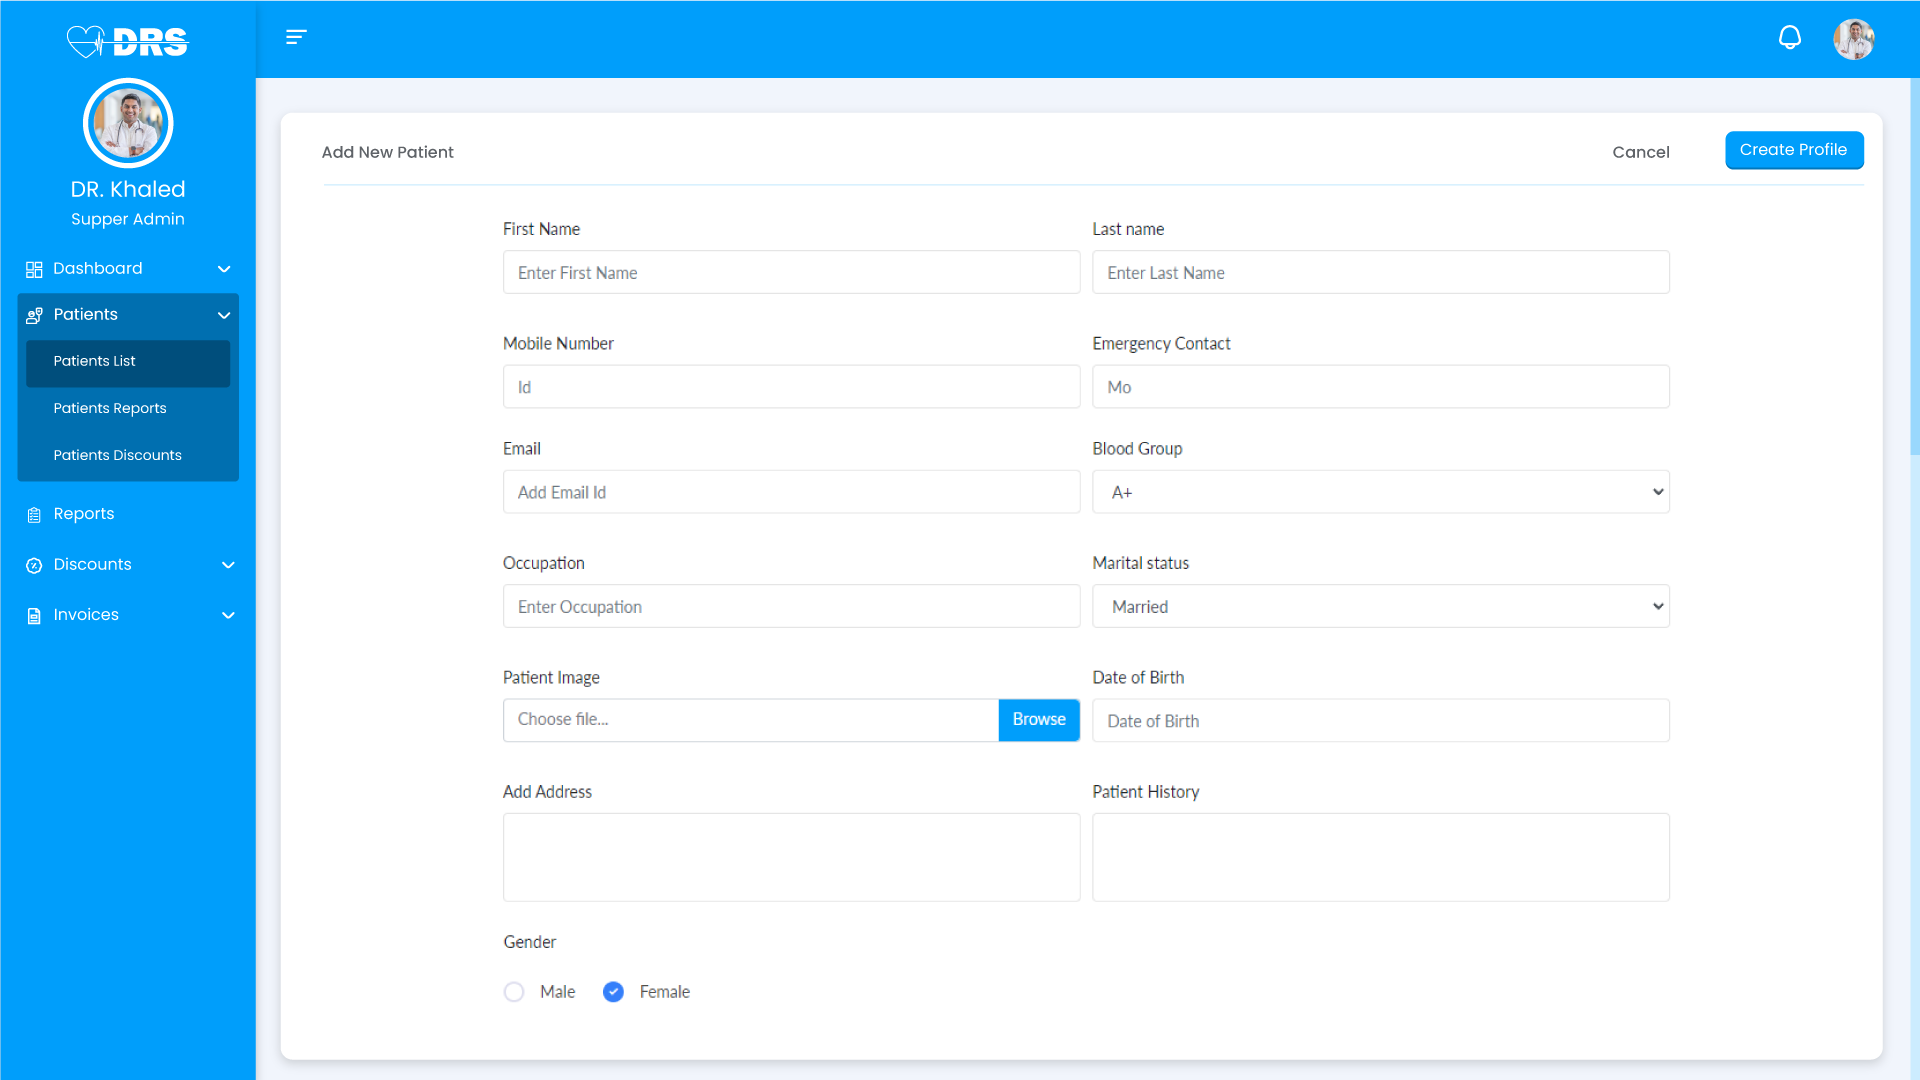 DRS
DR. Khaled
Supper Admin
Dashboard
Patients
Patients List
Patients Reports
Patients Discounts
Reports
Discounts
Invoices
Add New Patient
Cancel
Create Profile
First Name
Last name
Enter First Name
Enter Last Name
Mobile Number
Emergency Contact
Id
Mo
Email
Blood Group
Add Email Id
A+
Occupation
Marital status
Enter Occupation
Married
Patient Image
Date of Birth
Choose file...
Browse
Date of Birth
Add Address
Patient History
Gender
Male
Female